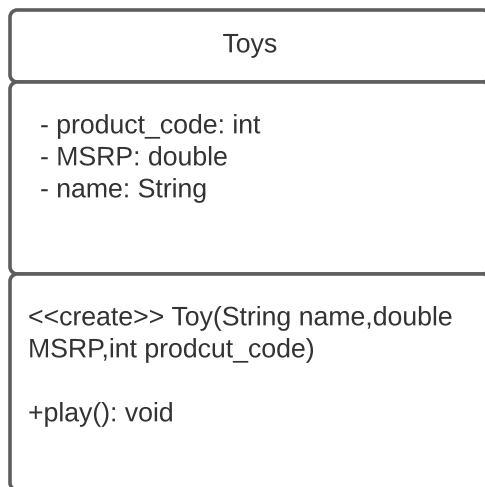 Toys
- product_code: int
- MSRP: double
- name: String
<<create>> Toy(String name,double
MSRP,int prodcut_code)
+play(): void